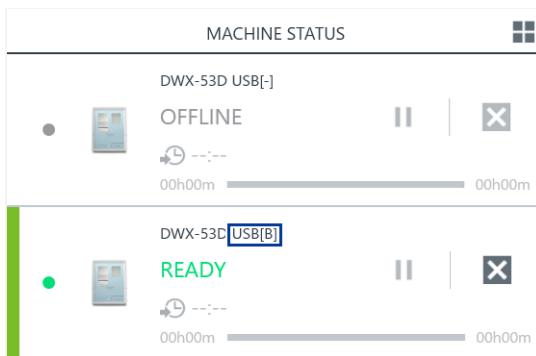 MACHINE STATUS
DWX-53D USB[-]
OFFLINE
--:--
00h00m 00h00m
DWX-53D USB[B]
READY
--:--
00h00m 00h00m